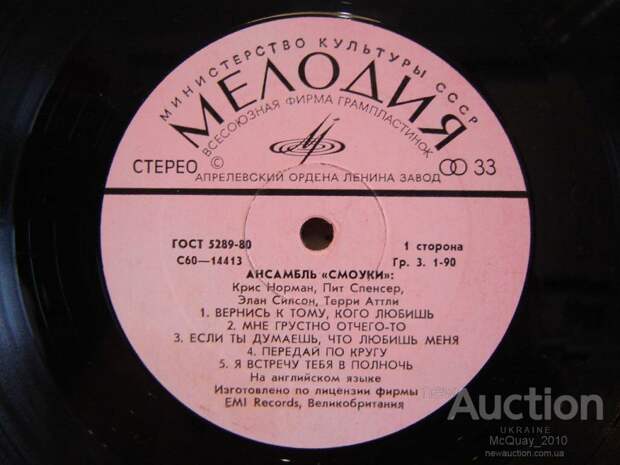 МИНИСТЕРСТВО КУЛЬТУРЫ СССР
МЕЛОДИЯ
ВСЕСОЮЗНАЯ ФИРМА ГРАМПЛАСТИНОК
СТЕРЕО ©
33
АПРЕЛЕВСКИЙ ОРДЕНА ЛЕНИНА ЗАВОД
ГОСТ 5289-80
1 сторона
С60—14413
Гр. 3. 1-90
АНСАМБЛЬ «СМОУКИ»:
Крис Норман, Пит Спенсер,
Элан Силсон, Терри Аттли
1. ВЕРНИСЬ К ТОМУ, КОГО ЛЮБИШЬ
2. МНЕ ГРУСТНО ОТЧЕГО-ТО
3. ЕСЛИ ТЫ ДУМАЕШЬ, ЧТО ЛЮБИШЬ МЕНЯ
4. ПЕРЕДАЙ ПО КРУГУ
5. Я ВСТРЕЧУ ТЕБЯ В ПОЛНОЧЬ
На английском языке
Изготовлено по лицензии фирмы
EMI Records, Великобритания
new
Auction
UKRAINE
McQuay_2010
newauction.com.ua